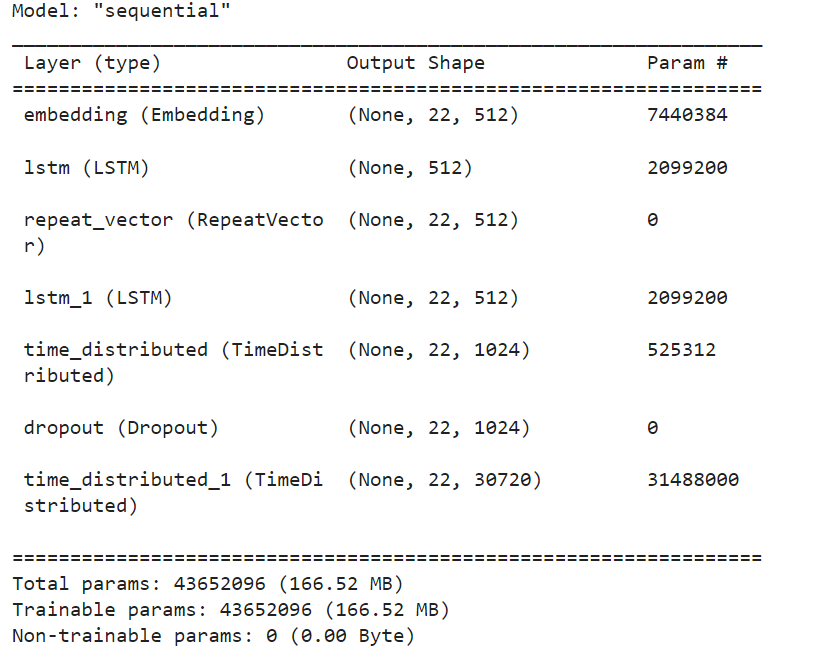 Model: "sequential"
_________________________________________________________________
Layer (type) Output Shape Param #
=================================================================
embedding (Embedding) (None, 22, 512) 7440384
lstm (LSTM) (None, 512) 2099200
repeat_vector (RepeatVecto (None, 22, 512) 0
r)
lstm_1 (LSTM) (None, 22, 512) 2099200
time_distributed (TimeDist (None, 22, 1024) 525312
ributed)
dropout (Dropout) (None, 22, 1024) 0
time_distributed_1 (TimeDi (None, 22, 30720) 31488000
stributed)
=================================================================
Total params: 43652096 (166.52 MB)
Trainable params: 43652096 (166.52 MB)
Non-trainable params: 0 (0.00 Byte)